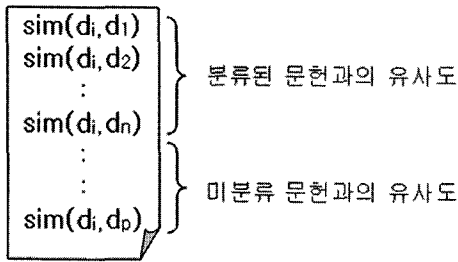 sim(di,d1)
sim(di,d2)
:
sim(di,dn)
:
:
sim(di,dp)
분류된 문헌과의 유사도
미분류 문헌과의 유사도